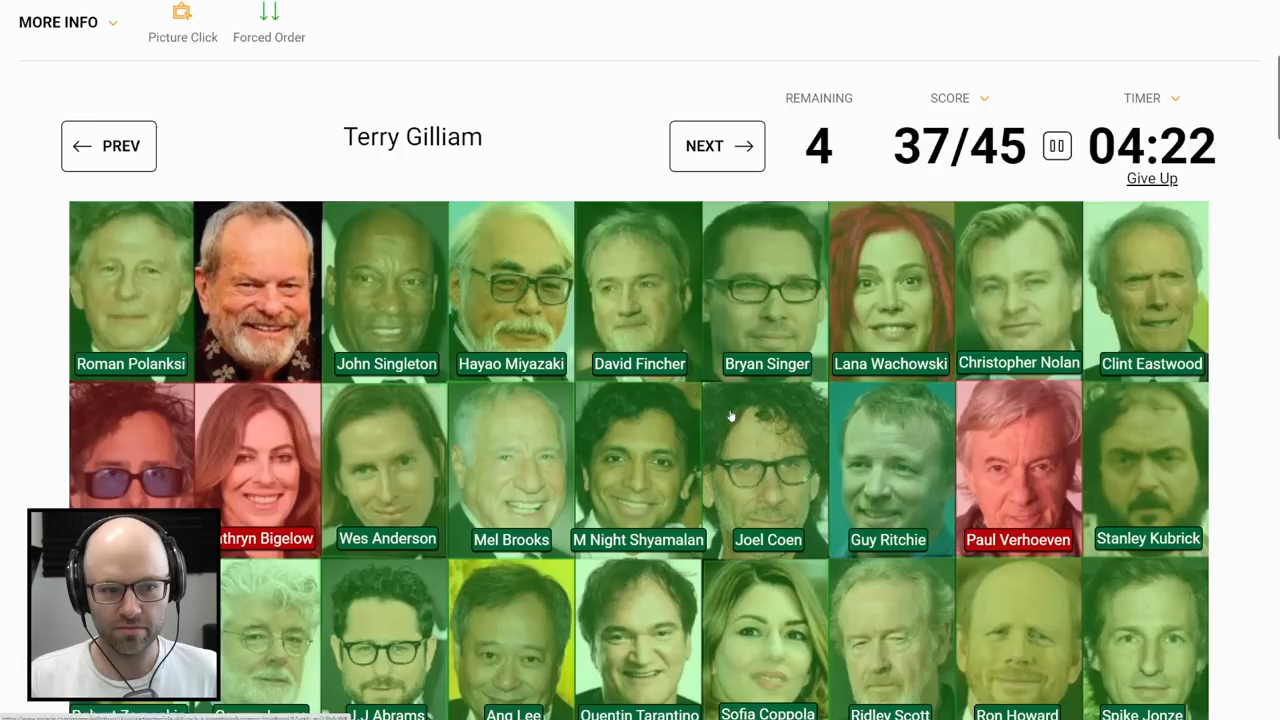 MORE INFO
Picture Click
Forced Order
REMAINING
SCORE
TIMER
PREV
Terry Gilliam
NEXT
4
37/45
04:22
Give Up
Roman Polanksi
John Singleton
Hayao Miyazaki
David Fincher
Bryan Singer
Lana Wachowski
Christopher Nolan
Clint Eastwood
thryn Bigelow
Wes Anderson
Mel Brooks
M Night Shyamalan
Joel Coen
Guy Ritchie
Paul Verhoeven
Stanley Kubrick
J.J Abrams
Ang Lee
Quentin Tarantino
Sofia Coppola
Ridley Scott
Ron Howard
Spike Jonze